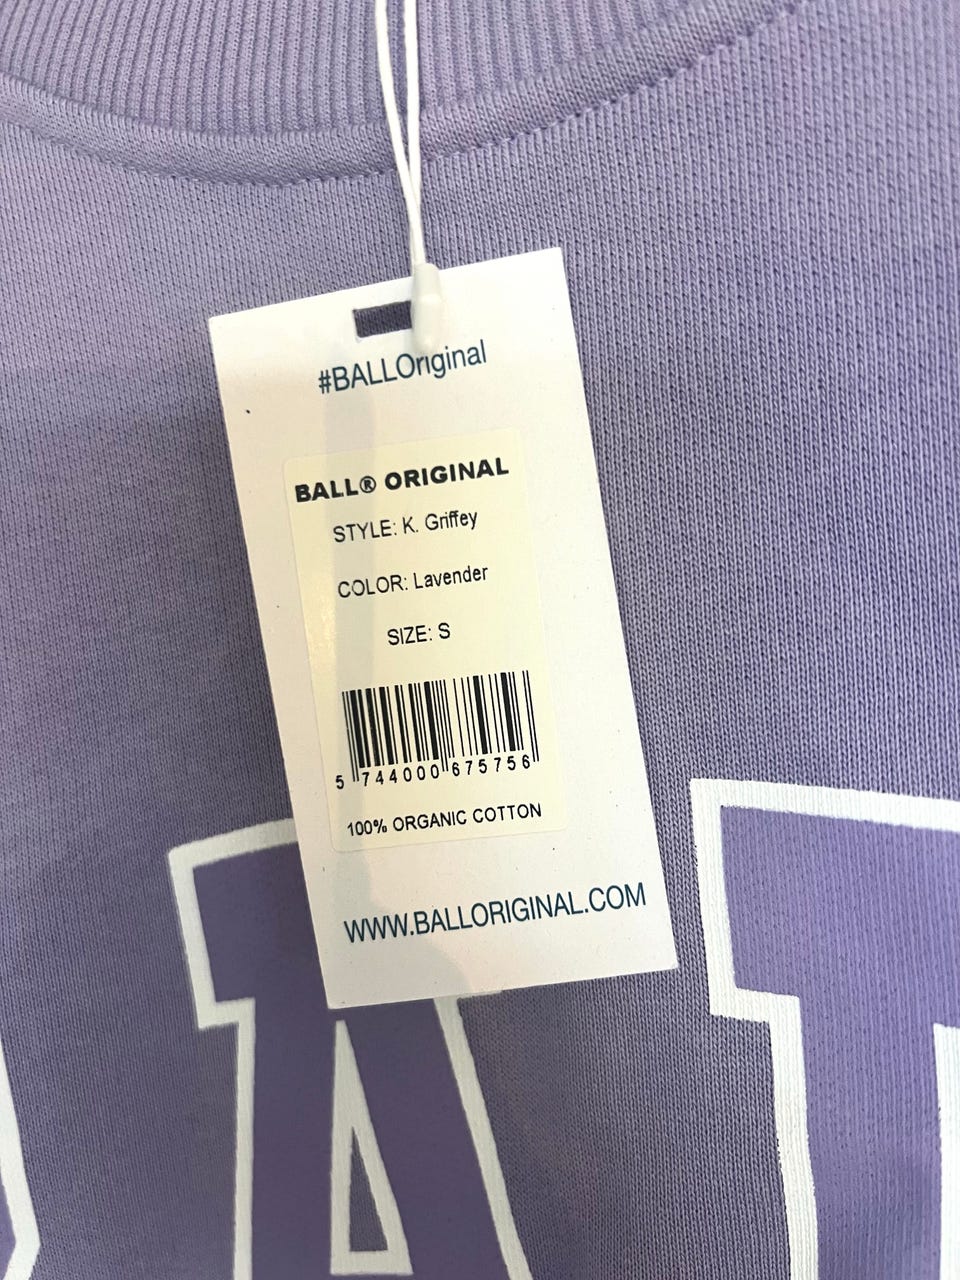 #BALLOriginal
BALL® ORIGINAL
STYLE: K. Griffey
COLOR: Lavender
SIZE: S
5 744000 675756
100% ORGANIC COTTON
WWW.BALLORIGINAL.COM
A